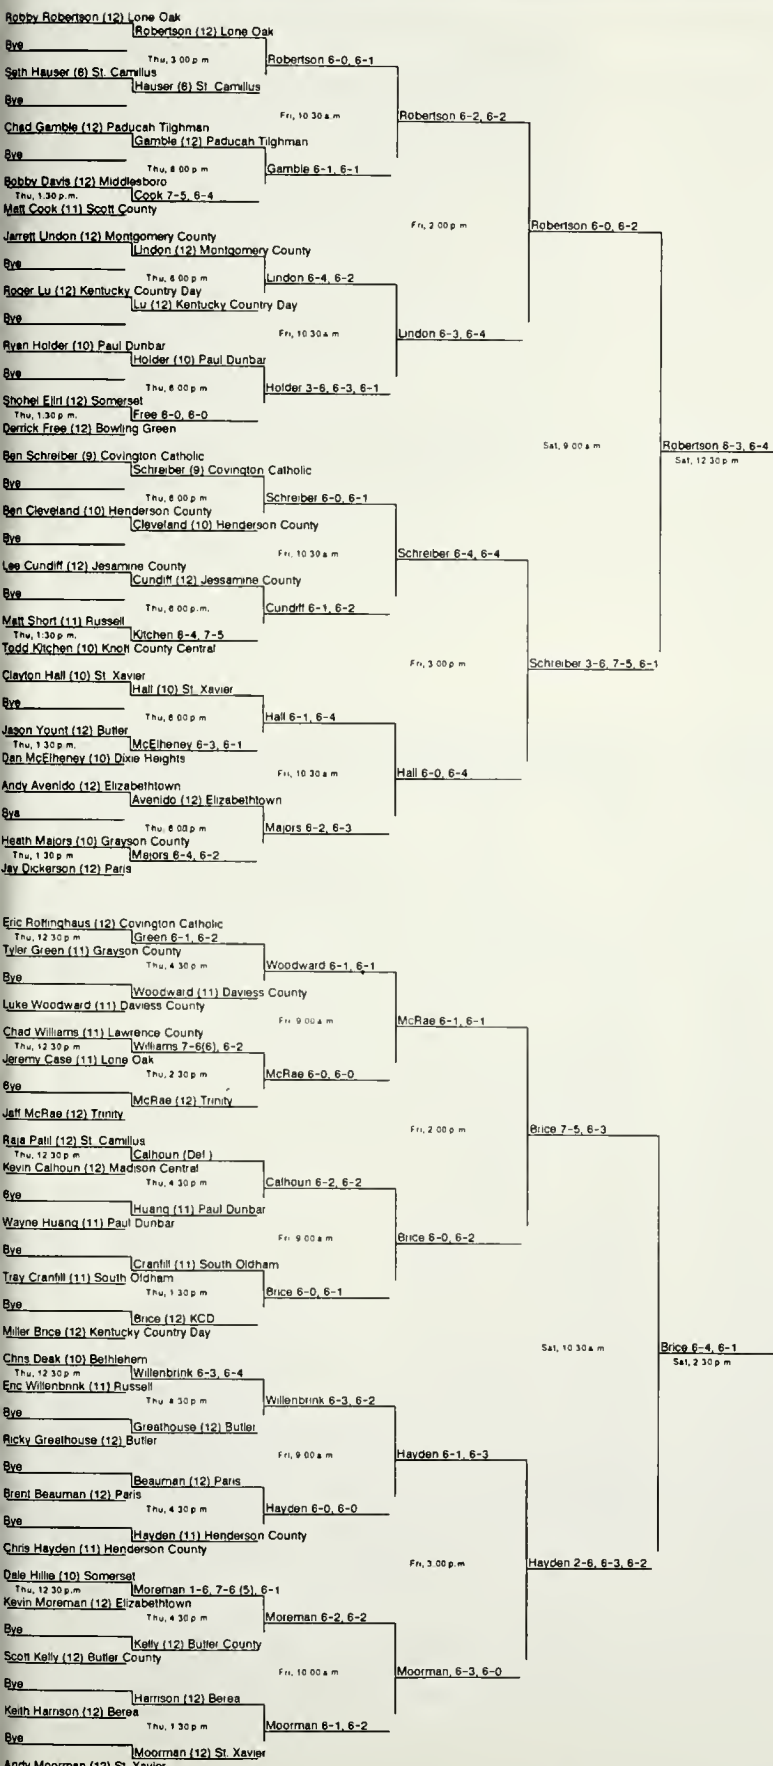 Robby Robertson (12) Lone Oak
Robertson (12) Lone Oak
Bye
Thu, 3 00 p m
Robertson 6-0, 6-1
Seth Hauser (6) St. Camillus
Hauser (6) St Camillus
Bye
Fri, 10 30 a m
Robertson 6-2, 6-2
Chad Gamble (12) Paducah Tilghman
Gamble (12) Paducah Tilghman
Bye
Thu, 6 00 p m
Gamble 6-1, 6-1
Bobby Davis (12) Middlesboro
Thu, 1.30 p.m.
Cook 7-5, 6-4
Matt Cook (11) Scott County
Fri, 2 00 p m
Robertson 6-0, 6-2
Jarrett Lindon (12) Montgomery County
Lindon (12) Montgomery County
Bye
Thu, 6 00 p m
Lindon 6-4, 6-2
Roger Lu (12) Kentucky Country Day
Lu (12) Kentucky Country Day
Bye
Fri, 10 30 a m
Lindon 6-3, 6-4
Ryan Holder (10) Paul Dunbar
Holder (10) Paul Dunbar
Bye
Thu, 6 00 p m
Holder 3-6, 6-3, 6-1
Shohei Eliri (12) Somerset
Thu, 1.30 p m.
Free 6-0, 6-0
Derrick Free (12) Bowling Green
Sat, 9 00 a m
Robertson 6-3, 6-4
Sat, 12 30 p m
Ben Schreiber (9) Covington Catholic
Schreiber (9) Covington Catholic
Bye
Thu, 6 00 p m
Schreiber 6-0, 6-1
Ben Cleveland (10) Henderson County
Cleveland (10) Henderson County
Bye
Fri, 10 30 a m
Schreiber 6-4, 6-4
Lee Cundiff (12) Jesamine County
Cundiff (12) Jessamine County
Bye
Thu, 6 00 p.m.
Cundiff 6-1, 6-2
Matt Short (11) Russell
Thu, 1:30 p m.
Kitchen 6-4, 7-5
Todd Kitchen (10) Knott County Central
Fri, 3 00 p m
Schreiber 3-6, 7-5, 6-1
Clayton Hall (10) St Xavier
Hall (10) St Xavier
Bye
Thu, 6 00 p m
Hall 6-1, 6-4
Jason Yount (12) Butler
Thu, 1 30 p m.
McElheney 6-3, 6-1
Dan McElheney (10) Dixie Heights
Fri, 10 30 a m
Hall 6-0, 6-4
Andy Avenido (12) Elizabethtown
Avenido (12) Elizabethtown
Bye
Thu, 6 00 p m
Majors 6-2, 6-3
Heath Majors (10) Grayson County
Thu, 1 30 p m
Majors 6-4, 6-2
Jay Dickerson (12) Paris
Eric Roffinghaus (12) Covington Catholic
Thu, 12 30 p m
Green 6-1, 6-2
Tyler Green (11) Grayson County
Thu, 4 30 p m
Woodward 6-1, 6-1
Bye
Woodward (11) Daviess County
Luke Woodward (11) Daviess County
Fri 9 00 a m
McRae 6-1, 6-1
Chad Williams (11) Lawrence County
Thu, 12 30 p m
Williams 7-6(6), 6-2
Jeremy Case (11) Lone Oak
Thu, 2 30 p m
McRae 6-0, 6-0
Bye
McRae (12) Trinity
Jeff McRae (12) Trinity
Fri, 2 00 p m
Brice 7-5, 6-3
Raja Patil (12) St Camillus
Thu, 12 30 p m
Calhoun (Def )
Kevin Calhoun (12) Madison Central
Thu, 4 30 p m
Calhoun 6-2, 6-2
Bye
Huang (11) Paul Dunbar
Wayne Huang (11) Paul Dunbar
Fri 9 00 a m
Brice 6-0, 6-2
Bye
Cranfill (11) South Oldham
Tray Cranfill (11) South Oldham
Thu, 1 30 p m
Brice 6-0, 6-1
Bye
Brice (12) KCD
Miller Brice (12) Kentucky Country Day
Sat, 10 30 a m
Brice 6-4, 6-1
Sat, 2 30 p m
Chris Deak (10) Bethlehem
Thu, 12 30 p m
Willenbrink 6-3, 6-4
Eric Willenbrink (11) Russell
Thu 4 30 p m
Willenbrink 6-3, 6-2
Bye
Greathouse (12) Butler
Ricky Greathouse (12) Butler
Fri, 9 00 a m
Hayden 6-1, 6-3
Bye
Beauman (12) Paris
Brent Beauman (12) Paris
Thu, 4 30 p m
Hayden 6-0, 6-0
Bye
Hayden (11) Henderson County
Chris Hayden (11) Henderson County
Fri, 3.00 p.m.
Hayden 2-6, 6-3, 6-2
Dale Hillie (10) Somerset
Thu, 12 30 p.m
Moreman 1-6, 7-6 (5), 6-1
Kevin Moreman (12) Elizabethtown
Thu, 4 30 p m
Moreman 6-2, 6-2
Bye
Kelly (12) Butler County
Scott Kelly (12) Butler County
Fri, 10 00 a m
Moorman, 6-3, 6-0
Bye
Harrison (12) Berea
Keith Harrison (12) Berea
Thu, 1 30 p m
Moorman 6-1, 6-2
Bye
Moorman (12) St. Xavier
Andy Moorman (12) St. Xavier